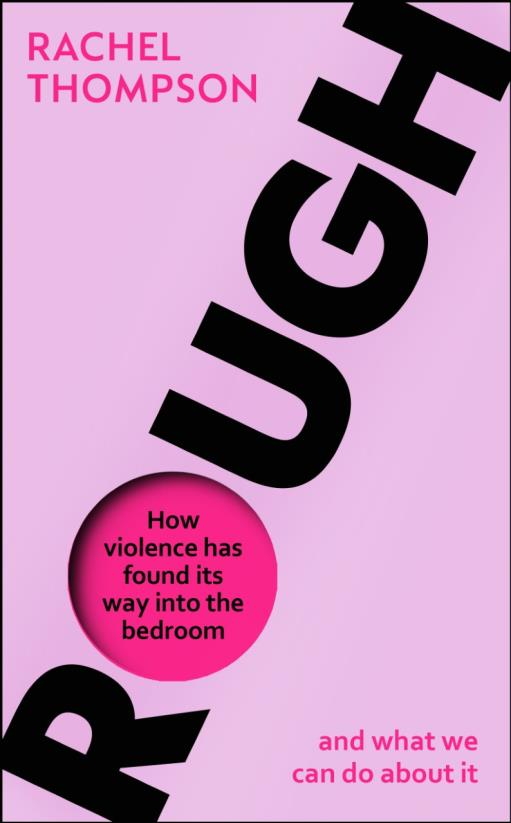 RACHEL
THOMPSON
ROUGH
How
violence has
found its
way into the
bedroom
and what we
can do about it